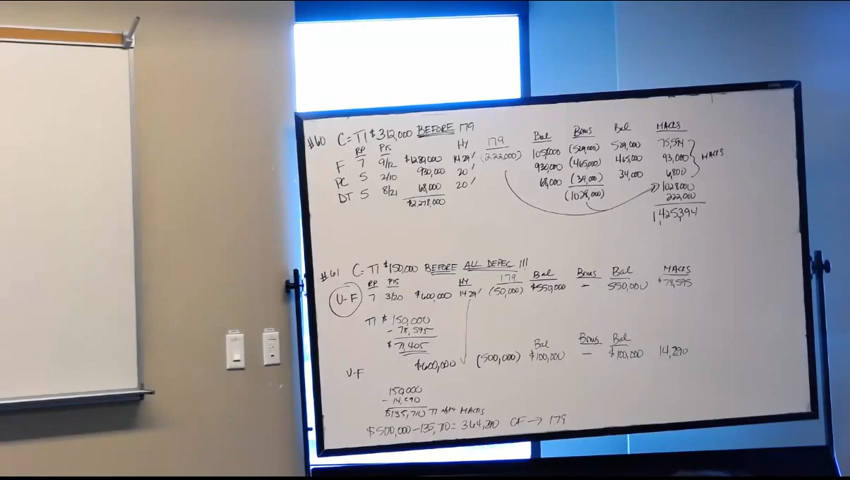 #60 C= TI $312,000 BEFORE 179
RP PIS HY 179 Bal Bonus Bal MACRS
F 7 9/12 $1,280,000 14.29% (222,000) (529,000) 529,000 75,594
PC 5 2/10 930,000 20% 930,000 (465,000) 465,000 93,000 MACRS
DT 5 8/21 68,000 20% 68,000 (34,000) 34,000 6,800
$2,278,000 (1,028,000) 1,028,000
222,000
1,425,394
#61 C= TI $150,000 BEFORE ALL DEPEC !!!
RP PIS HY 179 Bal Bonus Bal MACRS
U-F 7 3/20 $600,000 14.29% (50,000) $550,000 - 550,000 $78,595
TI $150,000
- 78,595
$71,405
Bal Bonus Bal
U-F $600,000 (500,000) $100,000 - $100,000 14,290
150,000
- 14,290
$135,710 TI after MACRS
$500,000 - 135,710 = 364,290 CF → 179